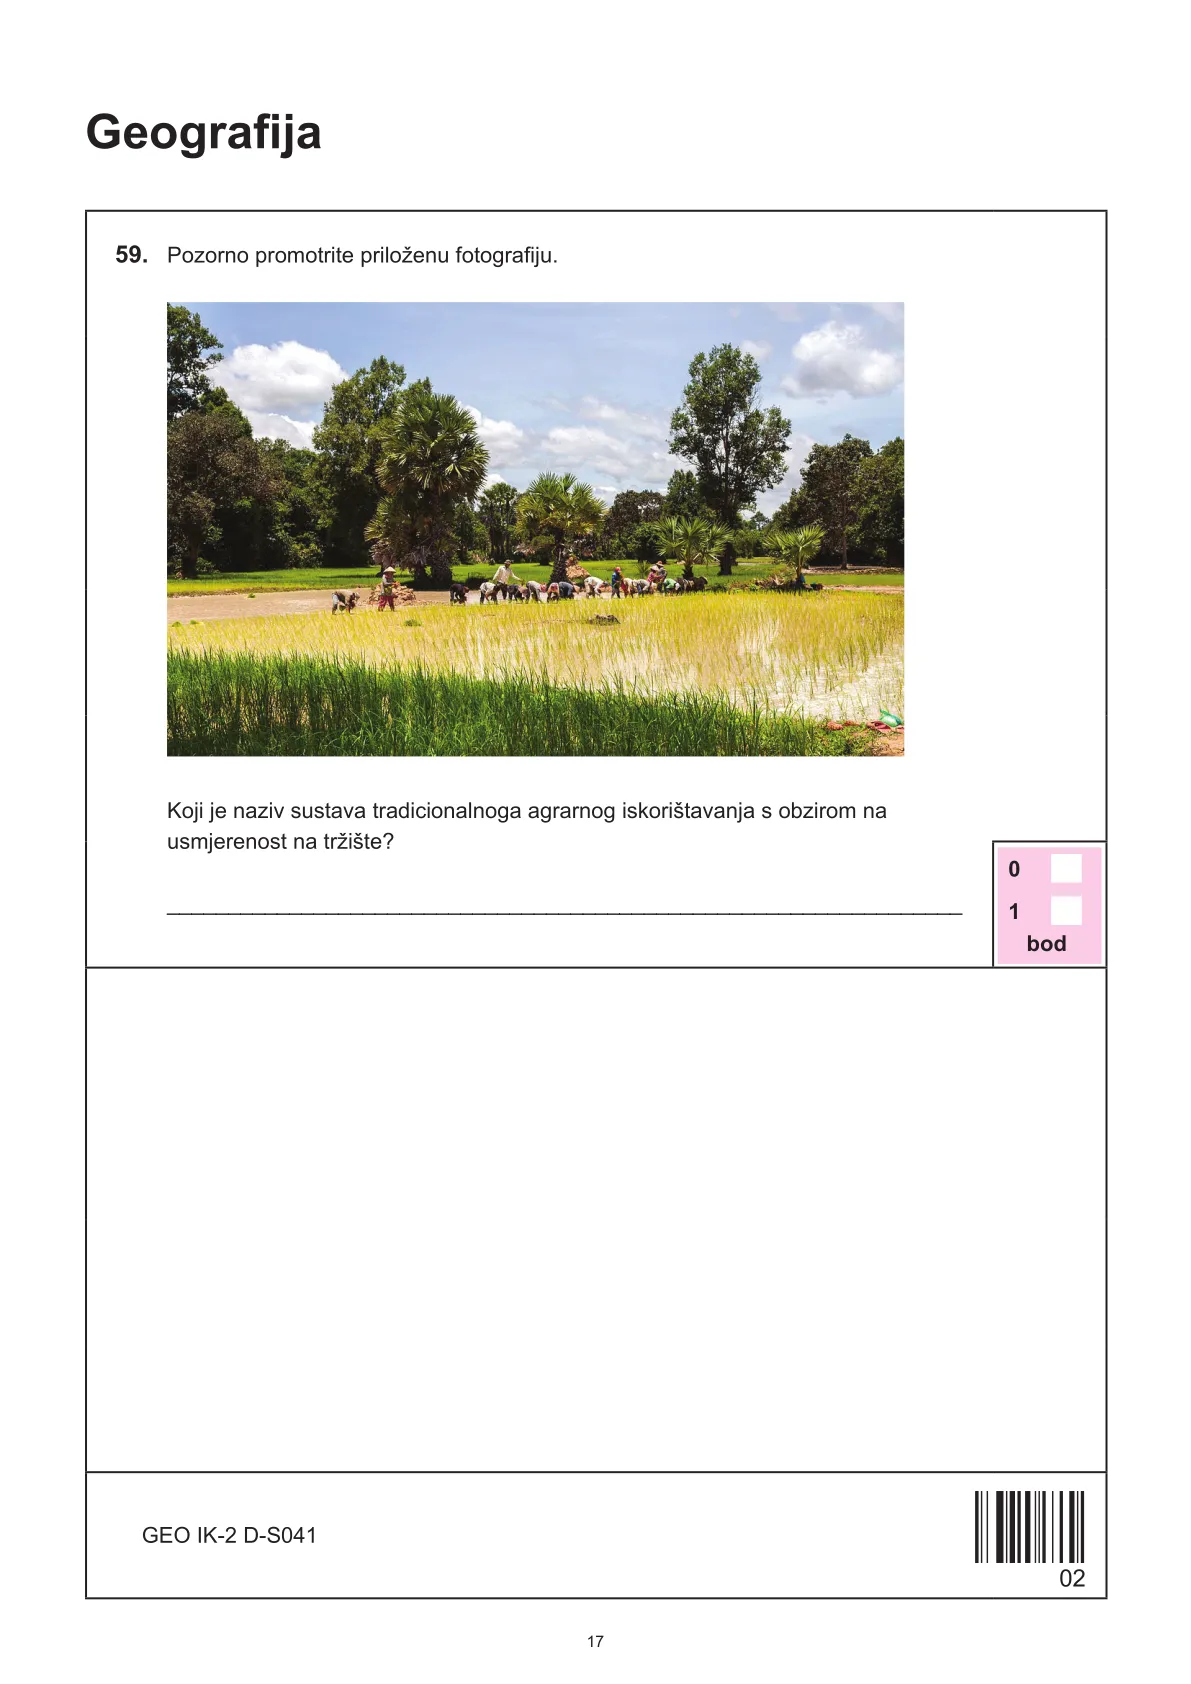 Geografija
59. Pozorno promotrite priloženu fotografiju.
Koji je naziv sustava tradicionalnoga agrarnog iskorištavanja s obzirom na
usmjerenost na tržište?
0
1
bod
GEO IK-2 D-S041
02
17